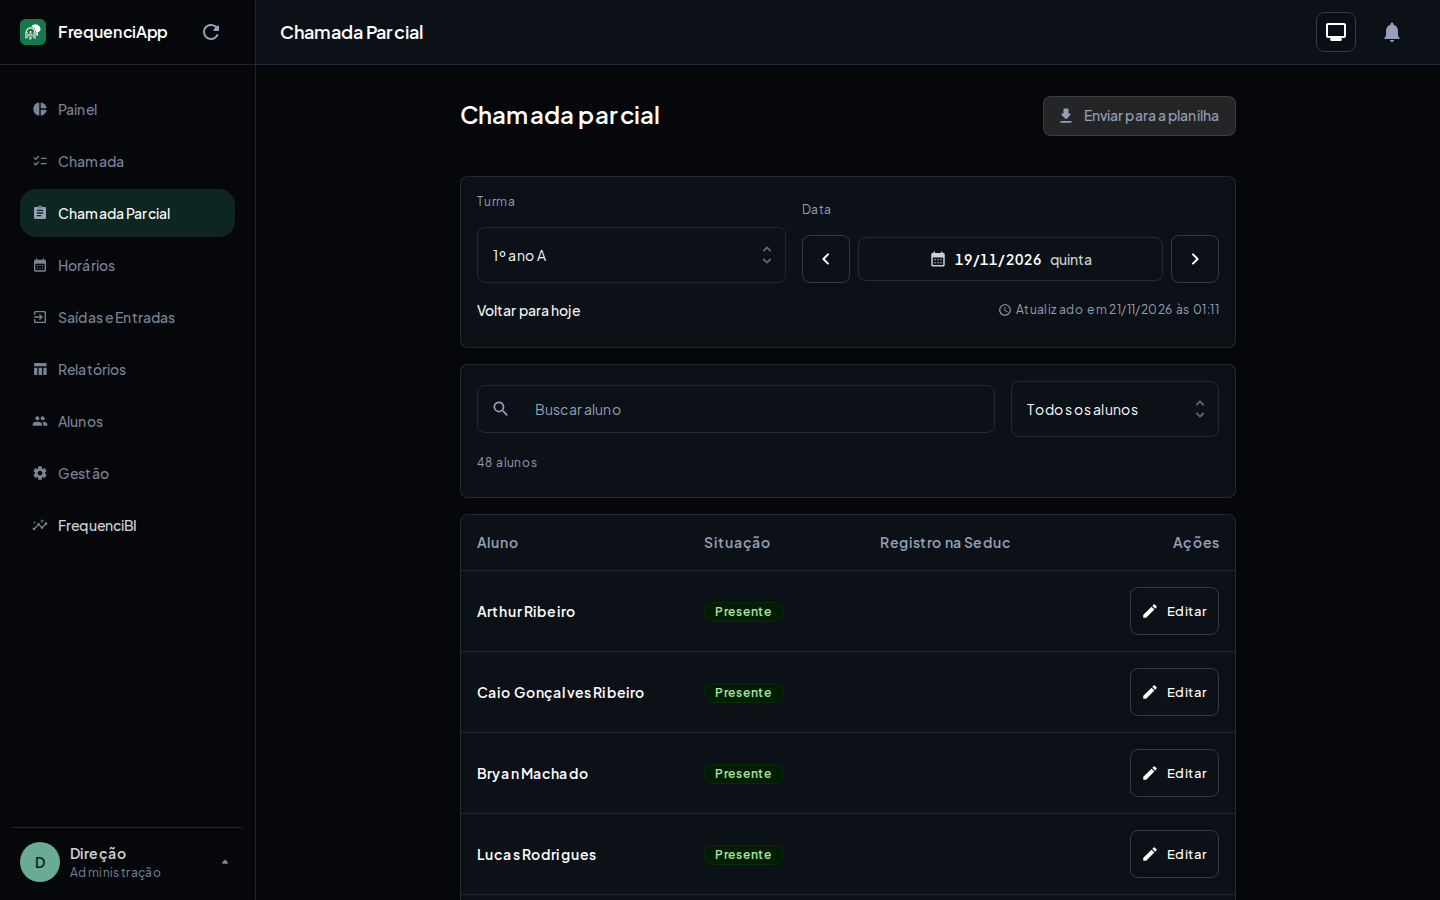 FrequenciApp
Chamada Parcial
Painel
Chamada
Chamada Parcial
Horários
Saídas e Entradas
Relatórios
Alunos
Gestão
FrequenciBI
D
Direção
Administração
Chamada parcial
Enviar para a planilha
Turma
Data
1º ano A
19/11/2026 quinta
Voltar para hoje
Atualizado em 21/11/2026 às 01:11
Buscar aluno
Todos os alunos
48 alunos
Aluno Situação Registro na Seduc Ações
Arthur Ribeiro Presente Editar
Caio Gonçalves Ribeiro Presente Editar
Bryan Machado Presente Editar
Lucas Rodrigues Presente Editar